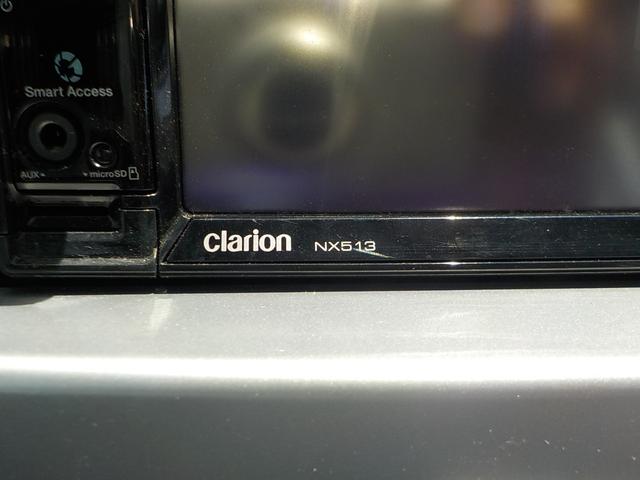 Smart Access
AUX
microSD
clarion NX513